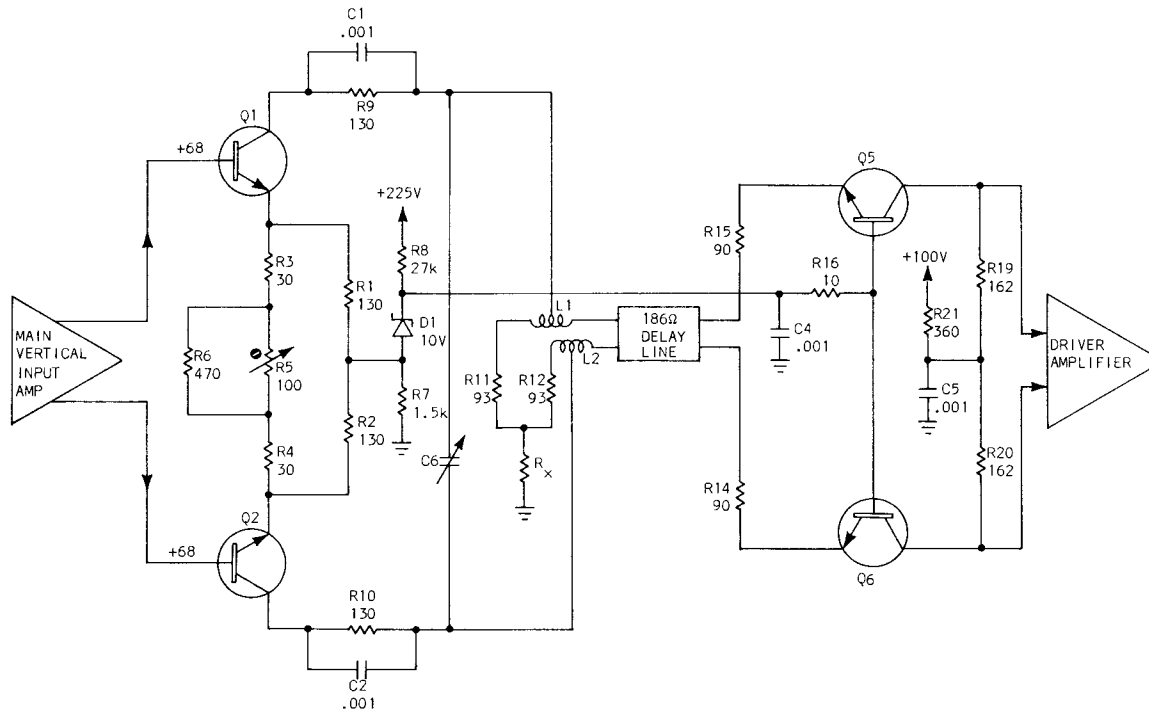 C1
.001
R9
130
Q1
+68
+225V
R8
27k
R3
30
R1
130
D1
10V
MAIN
VERTICAL
INPUT
AMP
R6
470
R5
100
R7
1.5k
R2
130
R4
30
C6
Q2
+68
R10
130
C2
.001
L1
L2
R11
93
R12
93
Rx
186Ω
DELAY
LINE
R15
90
R14
90
R16
10
C4
.001
Q5
Q6
+100V
R21
360
C5
.001
R19
162
R20
162
DRIVER
AMPLIFIER